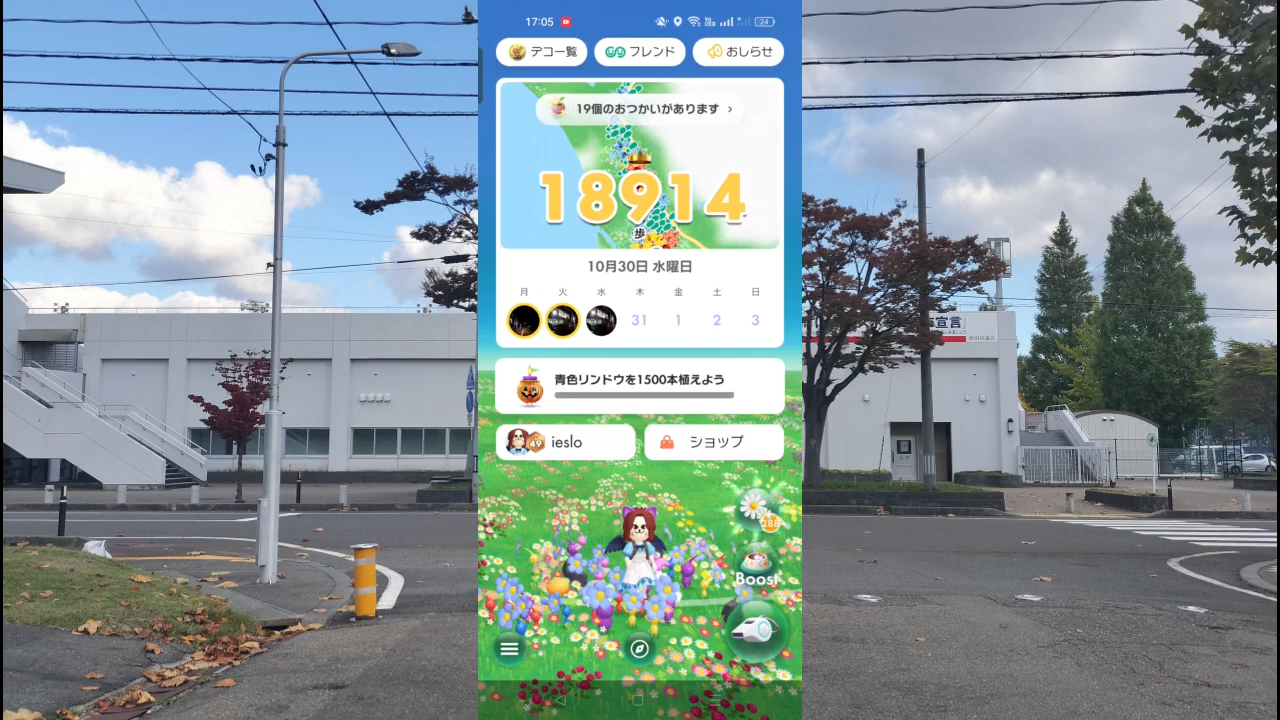 17:05
24
デコ一覧
フレンド
おしらせ
19個のおつかいがあります ›
18914
歩
10月30日 水曜日
月 火 水 木 金 土 日
31 1 2 3
青色リンドウを1500本植えよう
49 ieslo
ショップ
288
Boost
宣言